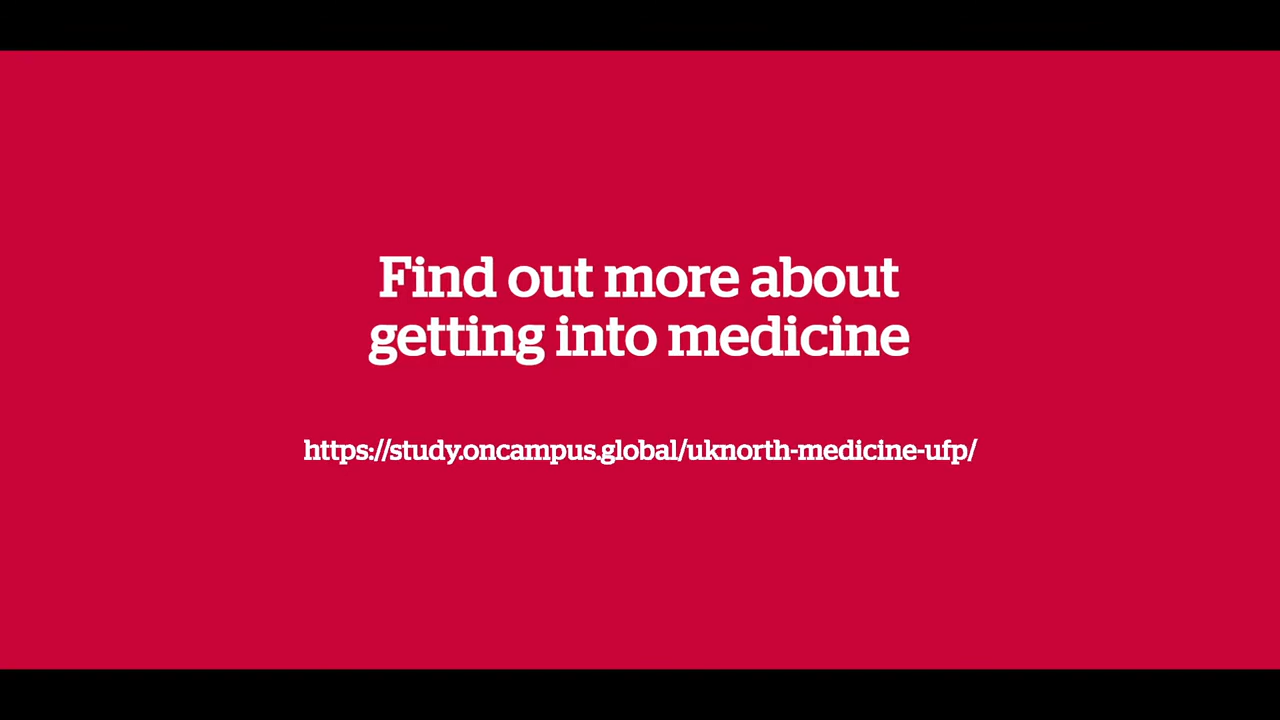 Find out more about
getting into medicine
https://study.oncampus.global/uknorth-medicine-ufp/